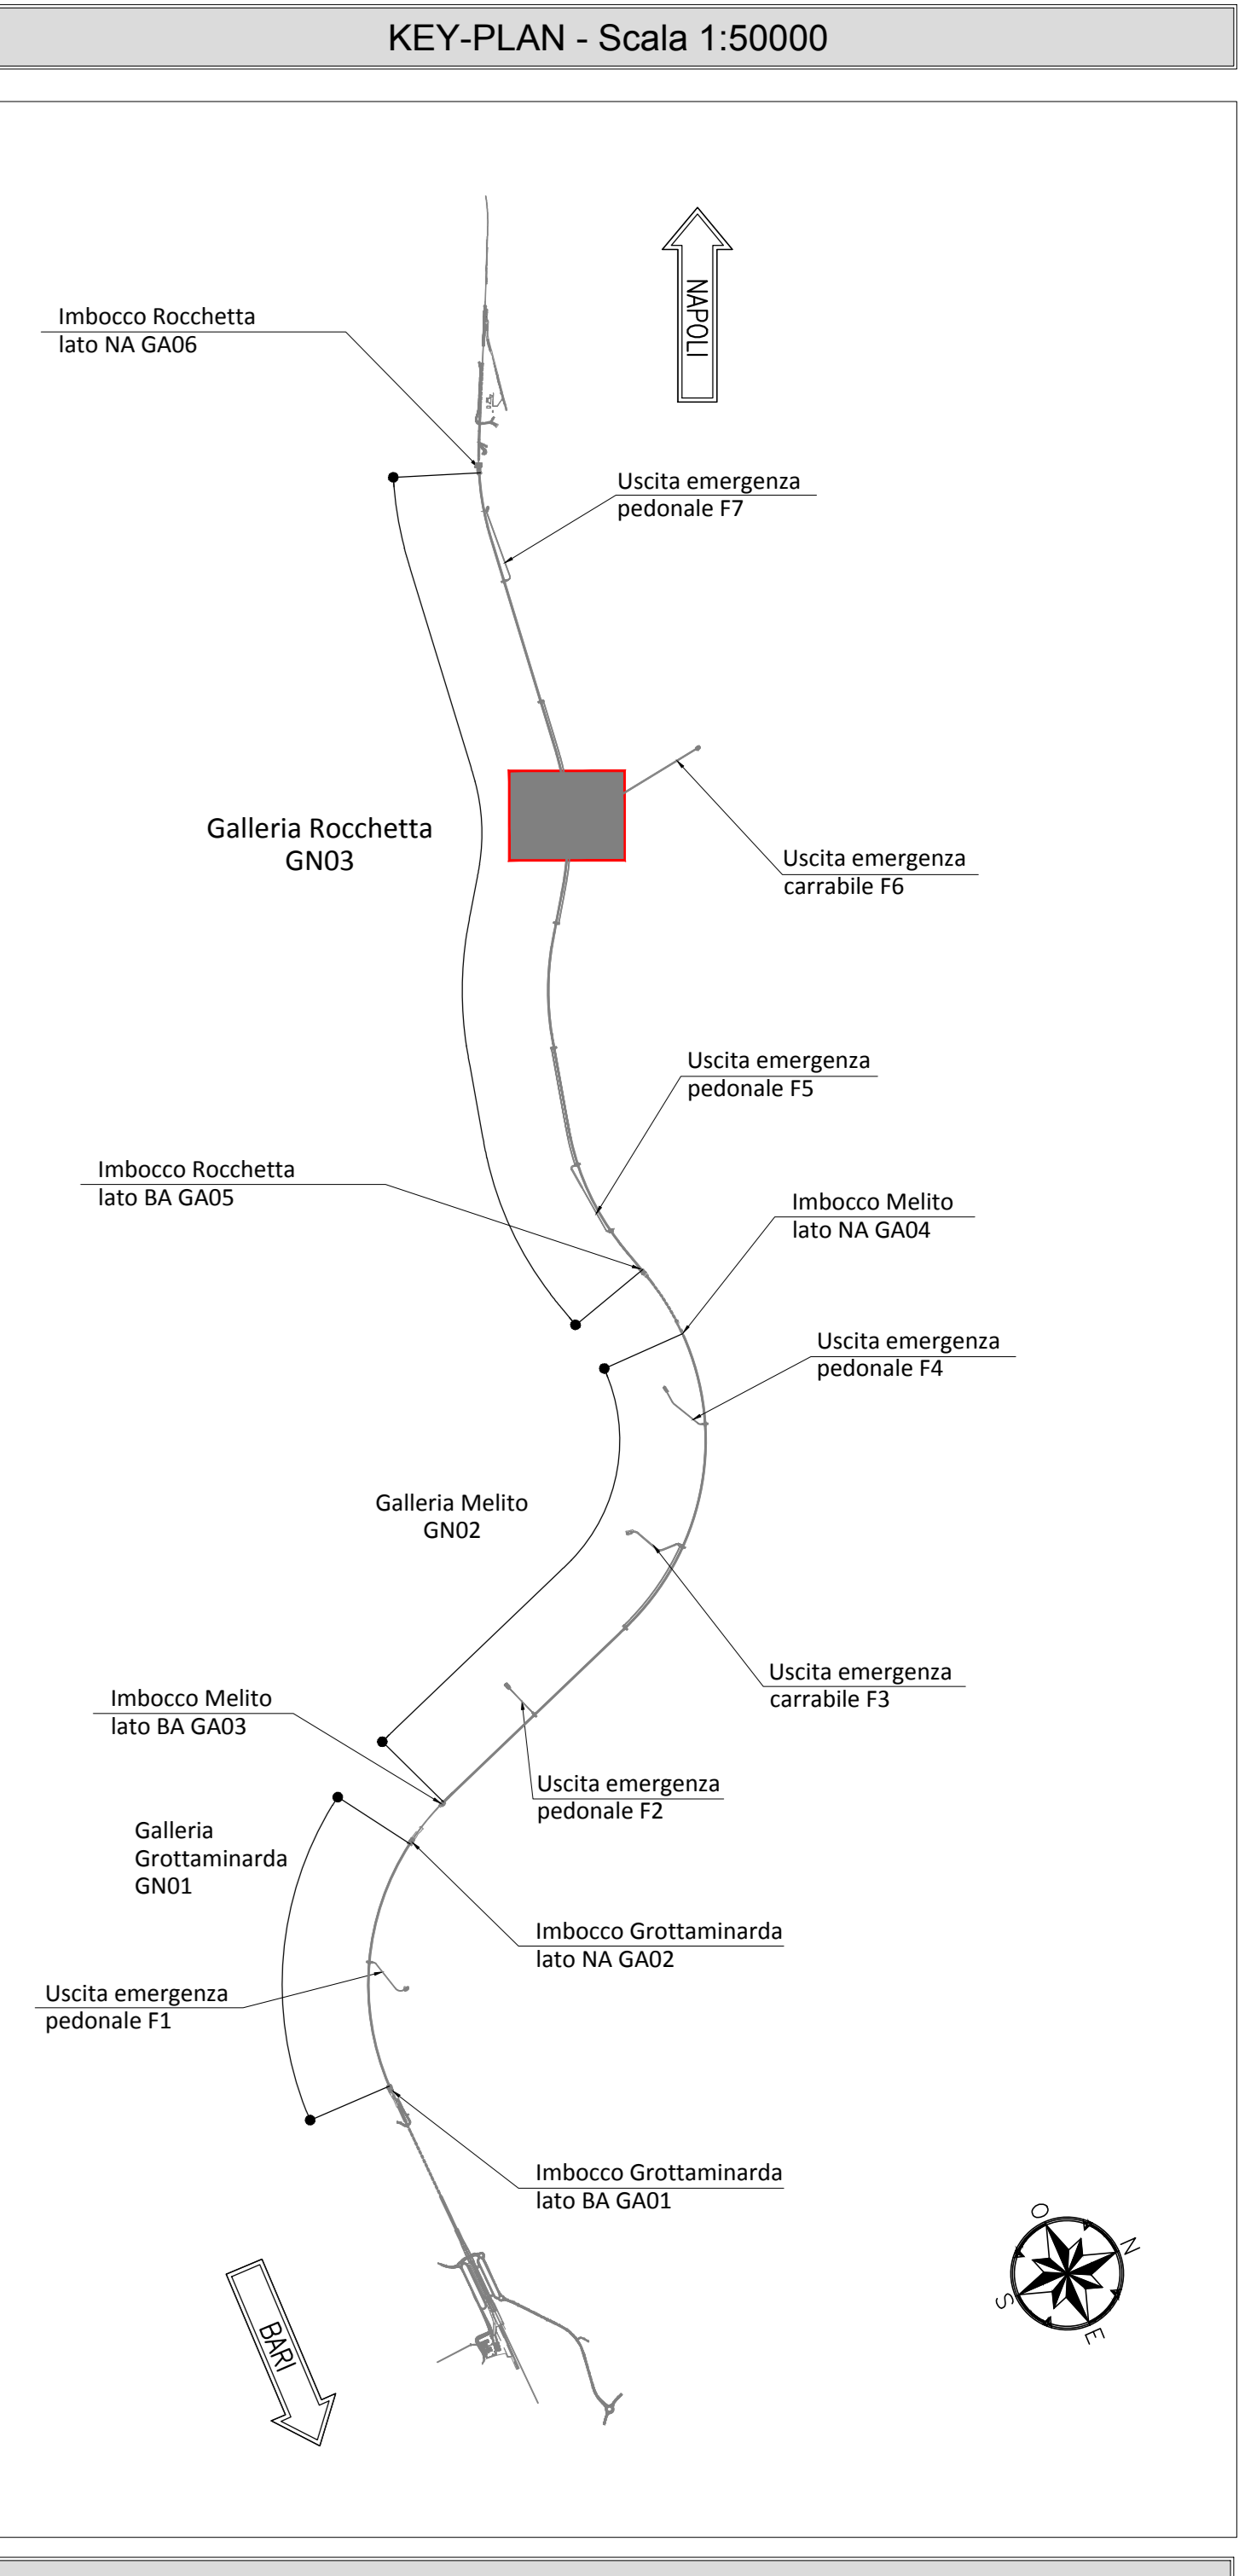 KEY-PLAN - Scala 1:50000
NAPOLI
Imbocco Rocchetta
lato NA GA06
Uscita emergenza
pedonale F7
Galleria Rocchetta
GN03
Uscita emergenza
carrabile F6
Uscita emergenza
pedonale F5
Imbocco Rocchetta
lato BA GA05
Imbocco Melito
lato NA GA04
Uscita emergenza
pedonale F4
Galleria Melito
GN02
Uscita emergenza
carrabile F3
Imbocco Melito
lato BA GA03
Uscita emergenza
pedonale F2
Galleria
Grottaminarda
GN01
Imbocco Grottaminarda
lato NA GA02
Uscita emergenza
pedonale F1
Imbocco Grottaminarda
lato BA GA01
O
N
S
E
BARI